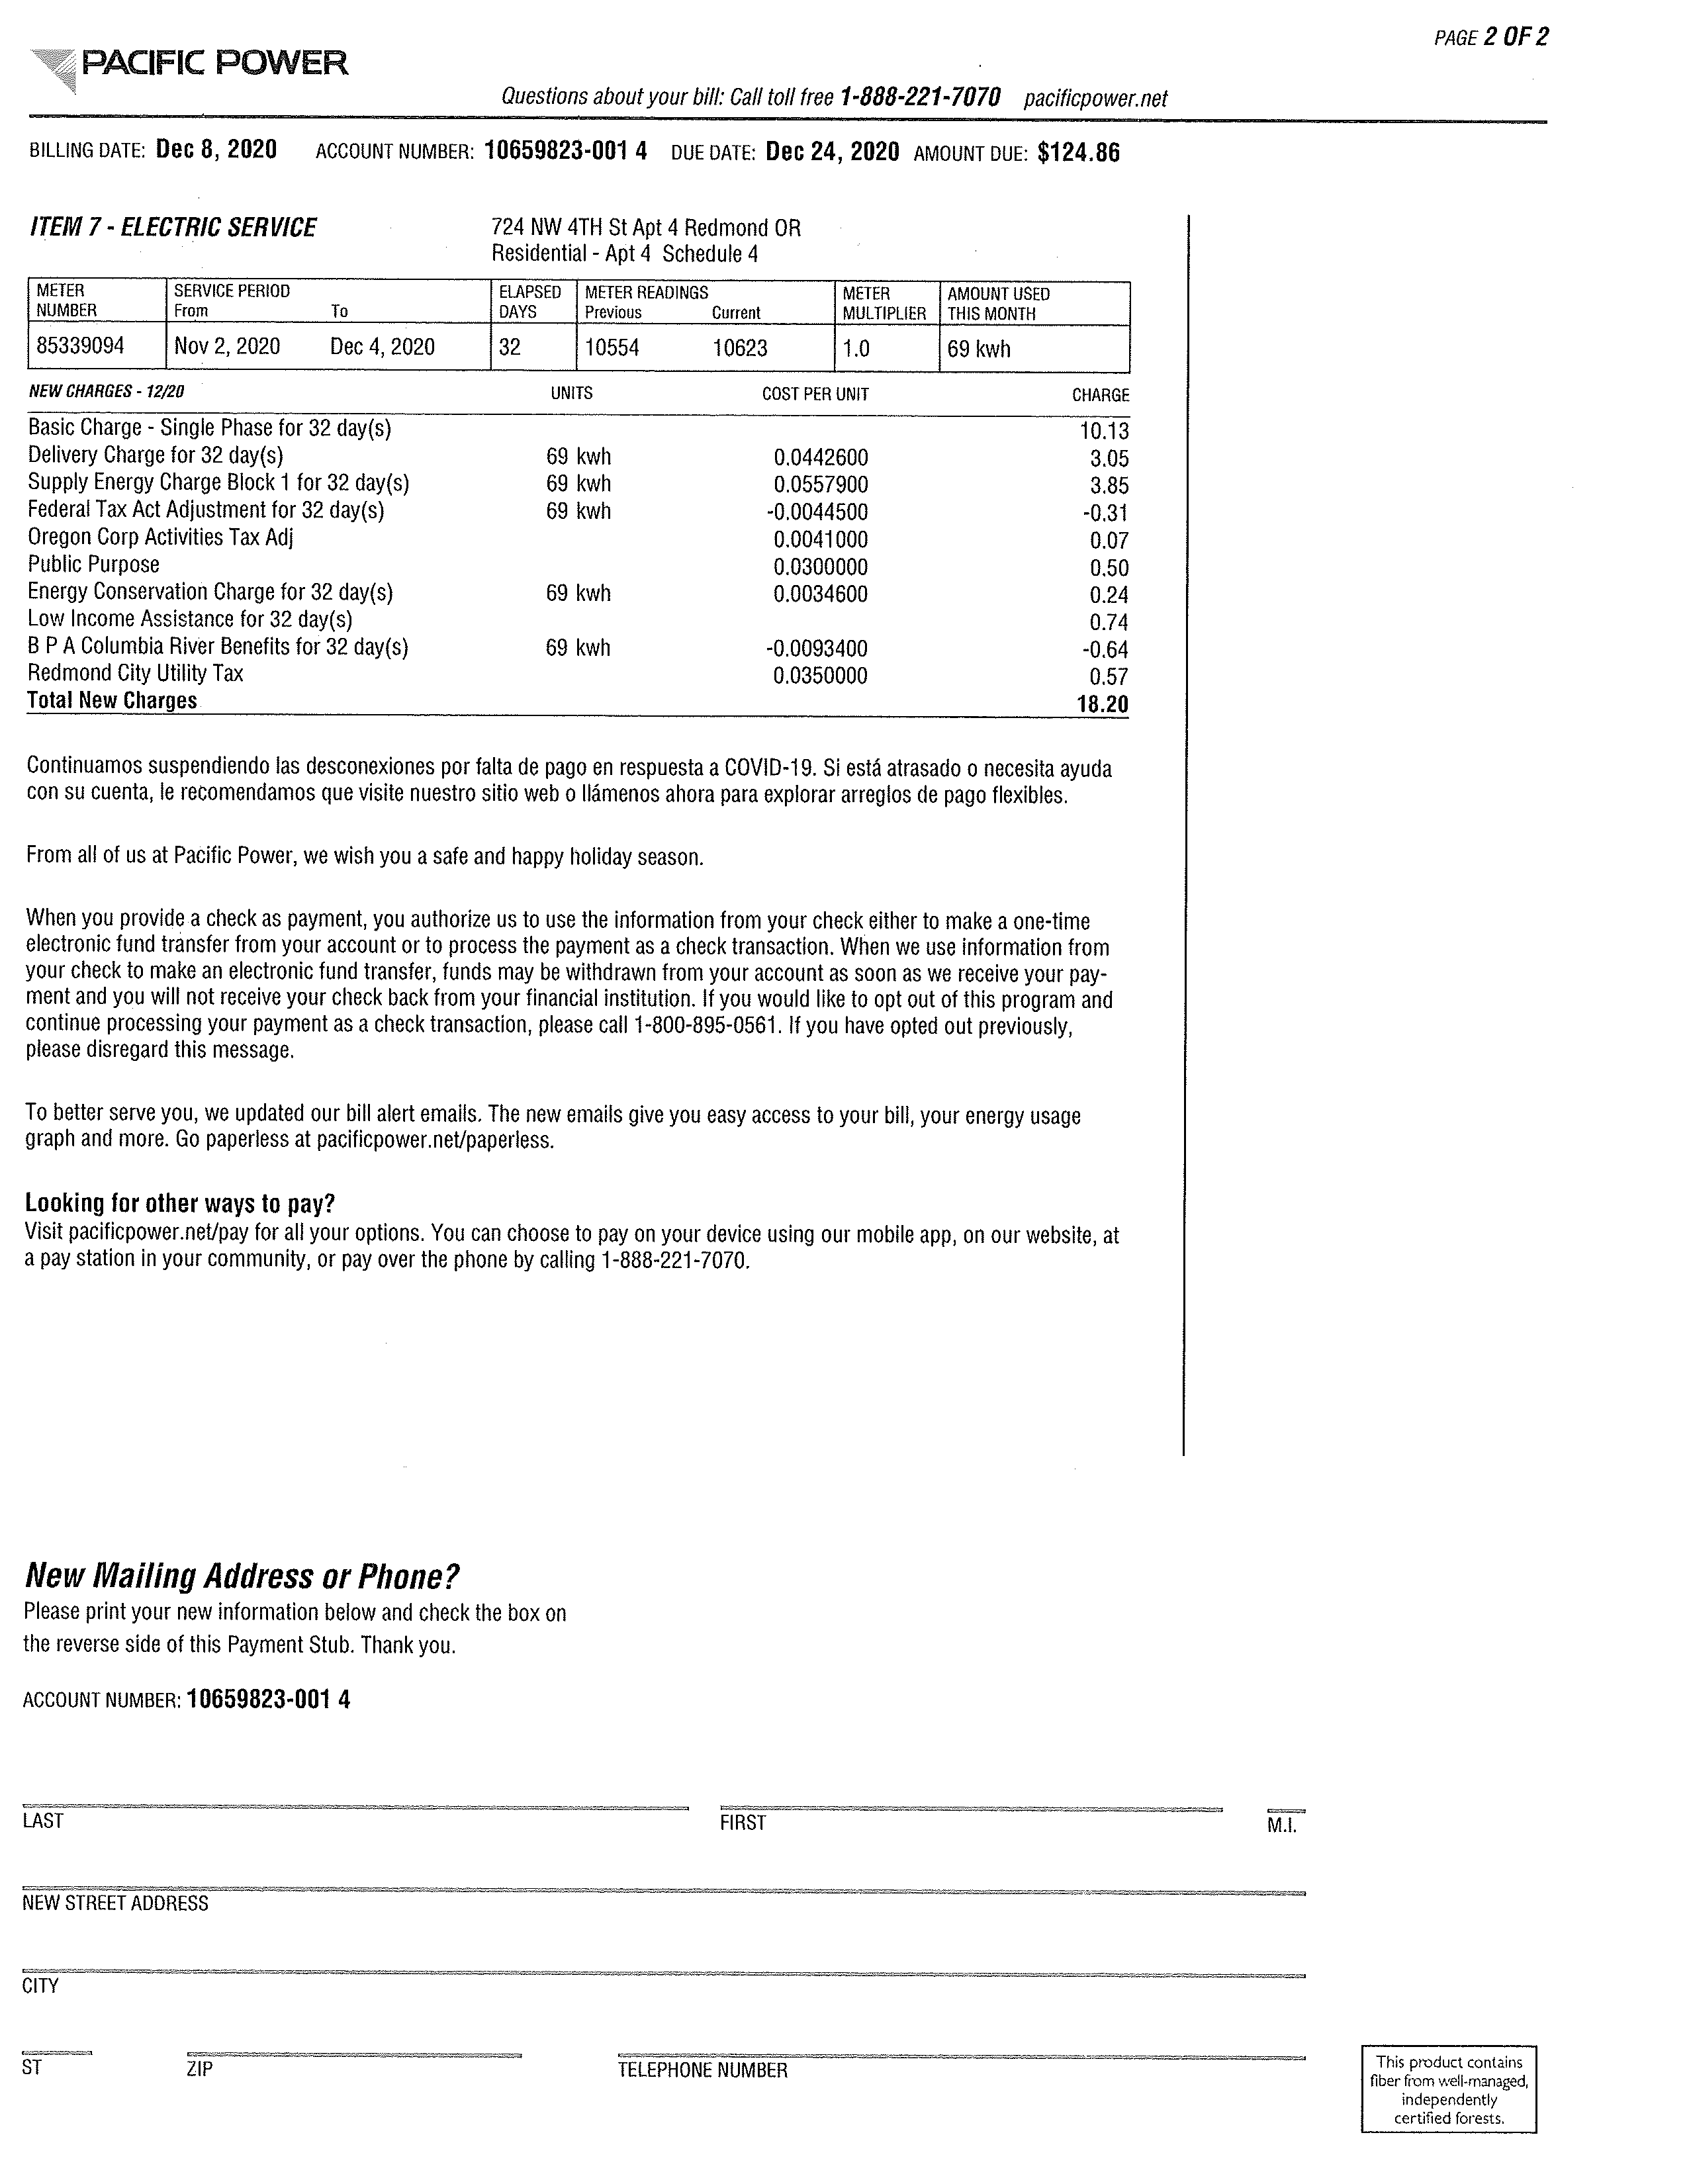 PAGE 2 OF 2
PACIFIC POWER
Questions about your bill: Call toll free 1-888-221-7070 pacificpower.net
BILLING DATE: Dec 8, 2020 ACCOUNT NUMBER: 10659823-001 4 DUE DATE: Dec 24, 2020 AMOUNT DUE: $124.86
ITEM 7 - ELECTRIC SERVICE 724 NW 4TH St Apt 4 Redmond OR
Residential - Apt 4 Schedule 4
METER SERVICE PERIOD ELAPSED METER READINGS METER AMOUNT USED
NUMBER From To DAYS Previous Current MULTIPLIER THIS MONTH
85339094 Nov 2, 2020 Dec 4, 2020 32 10554 10623 1.0 69 kwh
NEW CHARGES - 12/20 UNITS COST PER UNIT CHARGE
Basic Charge - Single Phase for 32 day(s) 10.13
Delivery Charge for 32 day(s) 69 kwh 0.0442600 3.05
Supply Energy Charge Block 1 for 32 day(s) 69 kwh 0.0557900 3.85
Federal Tax Act Adjustment for 32 day(s) 69 kwh -0.0044500 -0.31
Oregon Corp Activities Tax Adj 0.0041000 0.07
Public Purpose 0.0300000 0.50
Energy Conservation Charge for 32 day(s) 69 kwh 0.0034600 0.24
Low Income Assistance for 32 day(s) 0.74
B P A Columbia River Benefits for 32 day(s) 69 kwh -0.0093400 -0.64
Redmond City Utility Tax 0.0350000 0.57
Total New Charges 18.20
Continuamos suspendiendo las desconexiones por falta de pago en respuesta a COVID-19. Si está atrasado o necesita ayuda
con su cuenta, le recomendamos que visite nuestro sitio web o llámenos ahora para explorar arreglos de pago flexibles.
From all of us at Pacific Power, we wish you a safe and happy holiday season.
When you provide a check as payment, you authorize us to use the information from your check either to make a one-time
electronic fund transfer from your account or to process the payment as a check transaction. When we use information from
your check to make an electronic fund transfer, funds may be withdrawn from your account as soon as we receive your pay-
ment and you will not receive your check back from your financial institution. If you would like to opt out of this program and
continue processing your payment as a check transaction, please call 1-800-895-0561. If you have opted out previously,
please disregard this message.
To better serve you, we updated our bill alert emails. The new emails give you easy access to your bill, your energy usage
graph and more. Go paperless at pacificpower.net/paperless.
Looking for other ways to pay?
Visit pacificpower.net/pay for all your options. You can choose to pay on your device using our mobile app, on our website, at
a pay station in your community, or pay over the phone by calling 1-888-221-7070.
New Mailing Address or Phone?
Please print your new information below and check the box on
the reverse side of this Payment Stub. Thank you.
ACCOUNT NUMBER: 10659823-001 4
LAST FIRST M.I.
NEW STREET ADDRESS
CITY
ST ZIP TELEPHONE NUMBER
This product contains
fiber from well-managed,
independently
certified forests.